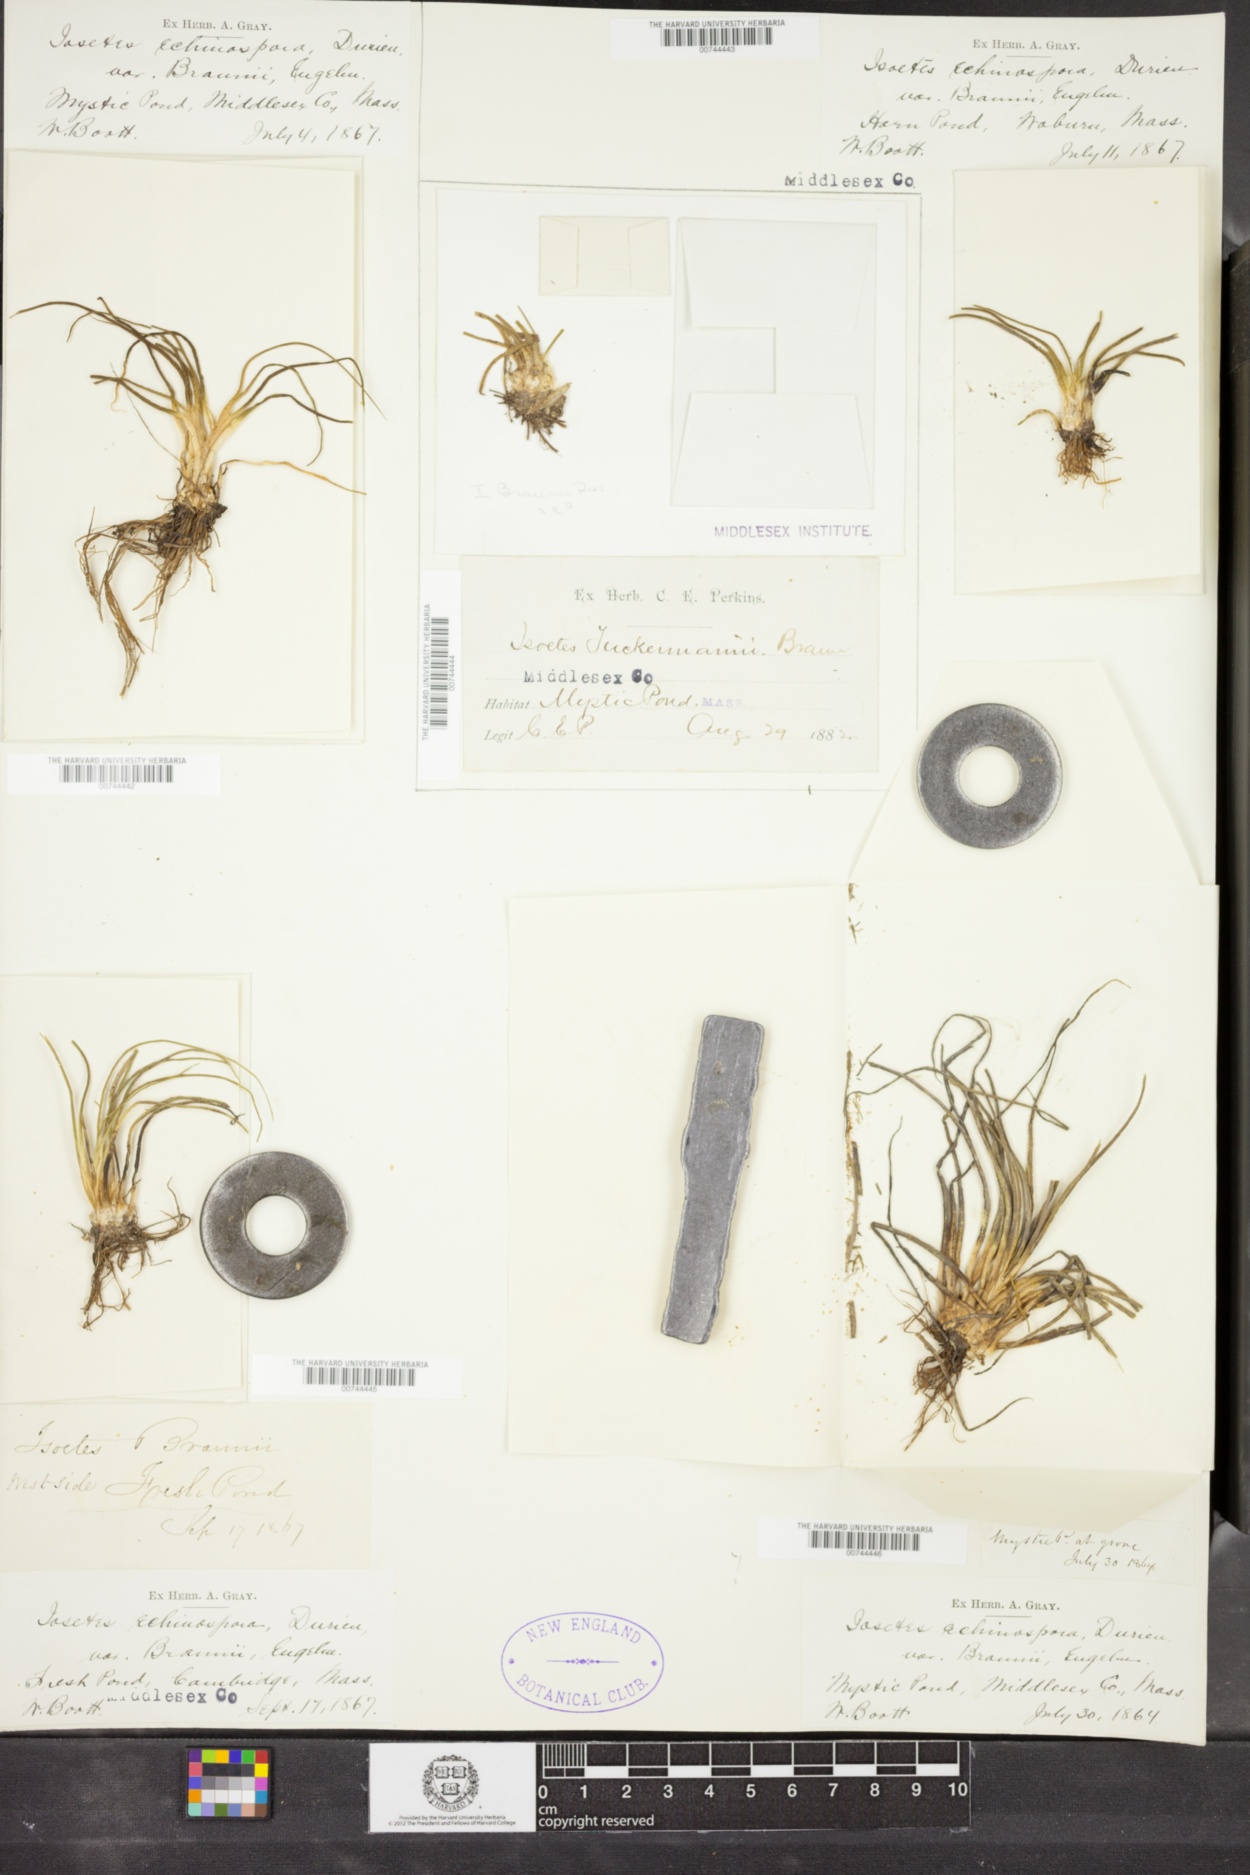 Ex Herb. A. Gray.
Isoetes echinospora, Durieu,
var. Braunii, Engelm.
Mystic Pond, Middlesex Co., Mass.
W. Boott. July 4, 1867.
THE HARVARD UNIVERSITY HERBARIA
00744443
Ex Herb. A. Gray.
Isoetes echinospora, Durieu
var. Braunii, Engelm.
Horn Pond, Woburn, Mass.
W. Boott. July 11, 1867.
Middlesex Co.
I. Braunii Dur
MIDDLESEX INSTITUTE.
Ex Herb. C. E. Perkins.
Isoetes Tuckermannii. Braun
Middlesex Co
Habitat Mystic Pond. MASS.
Legit C. E. P. Aug 29 1882
THE HARVARD UNIVERSITY HERBARIA
00744444
THE HARVARD UNIVERSITY HERBARIA
00744442
THE HARVARD UNIVERSITY HERBARIA
00744445
Isoetes Braunii
West side Fresh Pond
Sep 17 1867
Ex Herb. A. Gray.
Isoetes echinospora, Durieu,
var. Braunii, Engelm.
Fresh Pond, Cambridge, Mass.
Middlesex Co
W. Boott. Sept. 17, 1867.
NEW ENGLAND
BOTANICAL CLUB.
THE HARVARD UNIVERSITY HERBARIA
00744446
Mystic P. at grove
July 30 1864
Ex Herb. A. Gray.
Isoetes echinospora, Durieu
var. Braunii, Engelm.
Mystic Pond, Middlesex Co., Mass.
W. Boott July 30, 1864.
Provided by the Harvard University Herbaria
© 2012 The President and Fellows of Harvard College
0 1 2 3 4 5 6 7 8 9 10
cm
copyright reserved